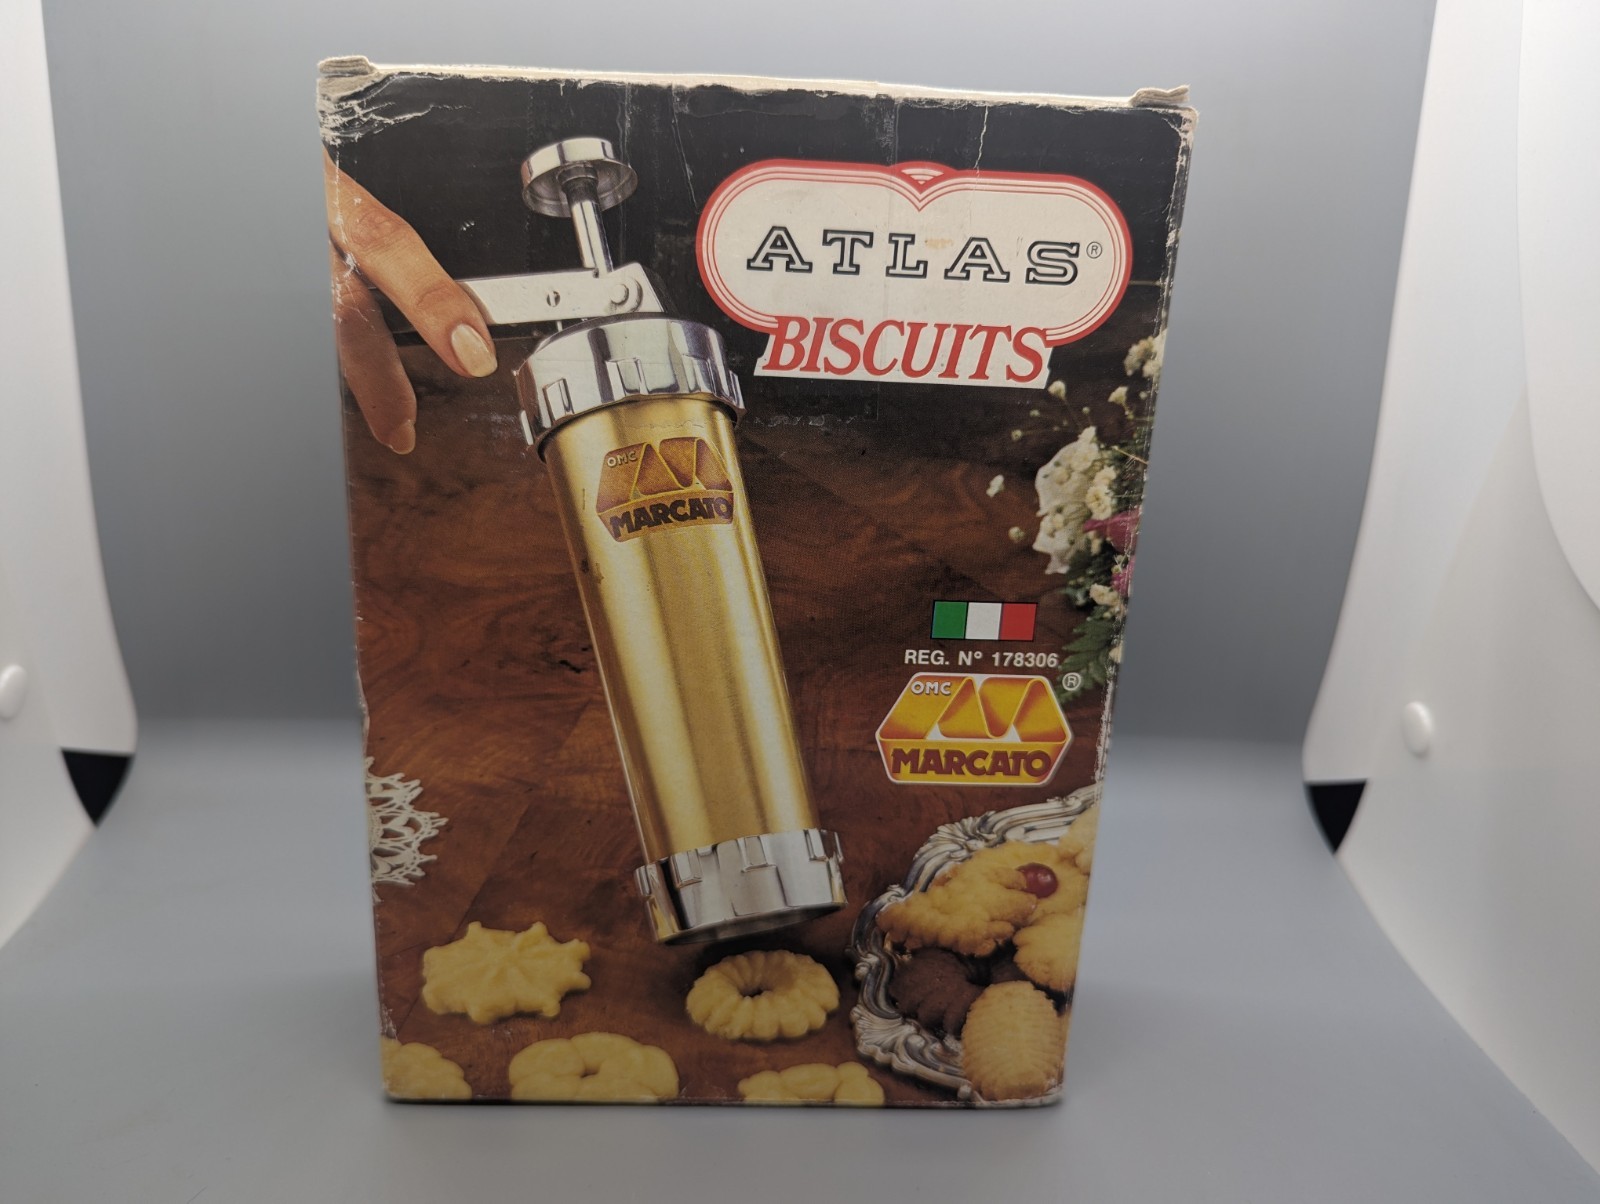 ATLAS®
BISCUITS
OMC
MARCATO
REG. N° 178306
OMC ®
MARCATO